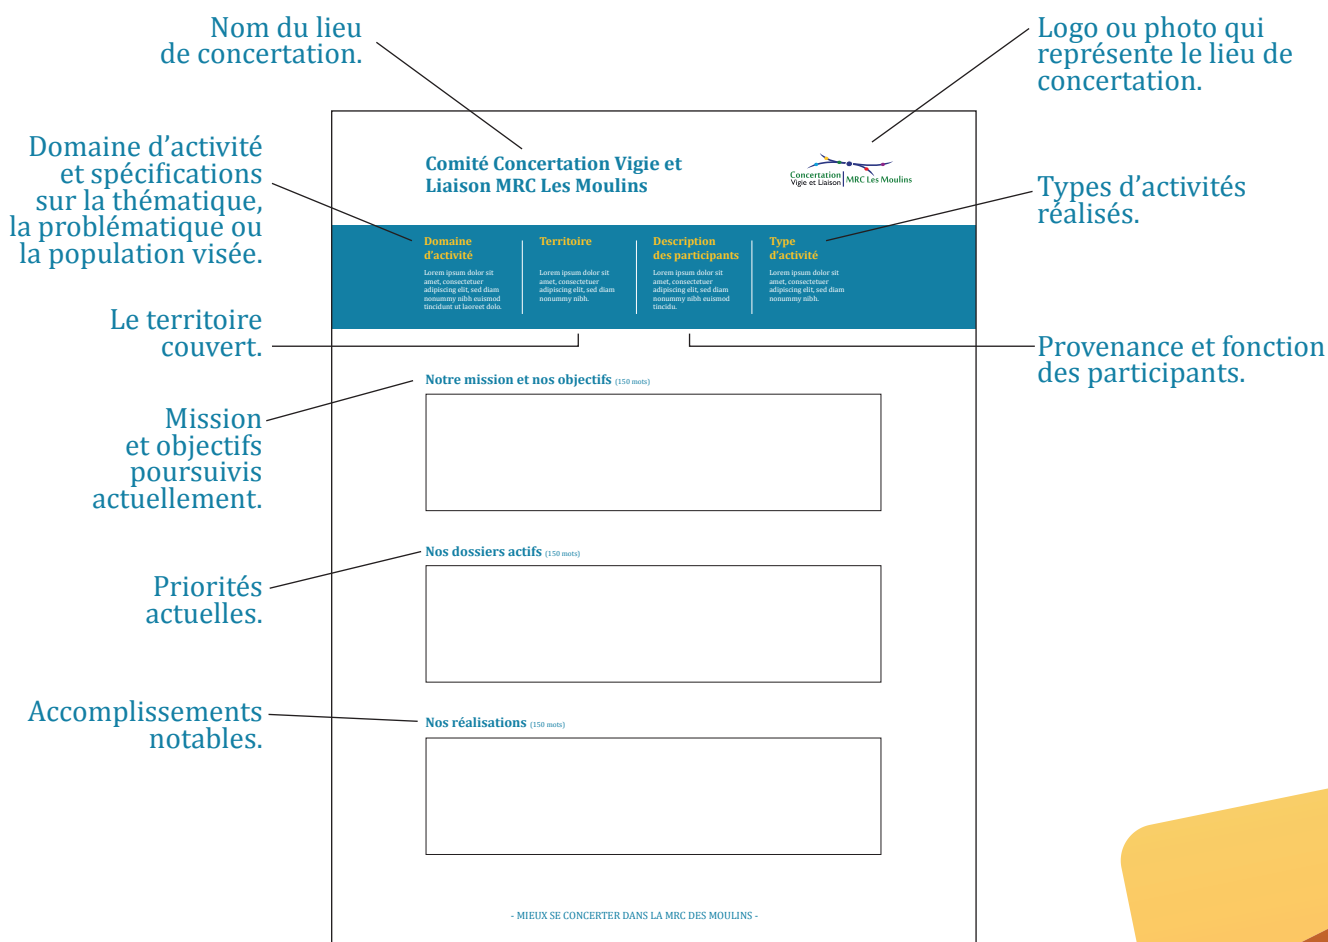 Nom du lieu
de concertation.
Logo ou photo qui
représente le lieu de
concertation.
Domaine d’activité
et spécifications
sur la thématique,
la problématique ou
la population visée.
Comité Concertation Vigie et
Liaison MRC Les Moulins
Concertation
Vigie et Liaison
MRC Les Moulins
Types d’activités
réalisés.
Domaine
d’activité
Lorem ipsum dolor sit
amet, consectetuer
adipiscing elit, sed diam
nonummy nibh euismod
tincidunt ut laoreet dolo.
Territoire
Lorem ipsum dolor sit
amet, consectetuer
adipiscing elit, sed diam
nonummy nibh.
Description
des participants
Lorem ipsum dolor sit
amet, consectetuer
adipiscing elit, sed diam
nonummy nibh euismod
tincidu.
Type
d’activité
Lorem ipsum dolor sit
amet, consectetuer
adipiscing elit, sed diam
nonummy nibh.
Le territoire
couvert.
Provenance et fonction
des participants.
Notre mission et nos objectifs (150 mots)
Mission
et objectifs
poursuivis
actuellement.
Nos dossiers actifs (150 mots)
Priorités
actuelles.
Nos réalisations (150 mots)
Accomplissements
notables.
- MIEUX SE CONCERTER DANS LA MRC DES MOULINS -